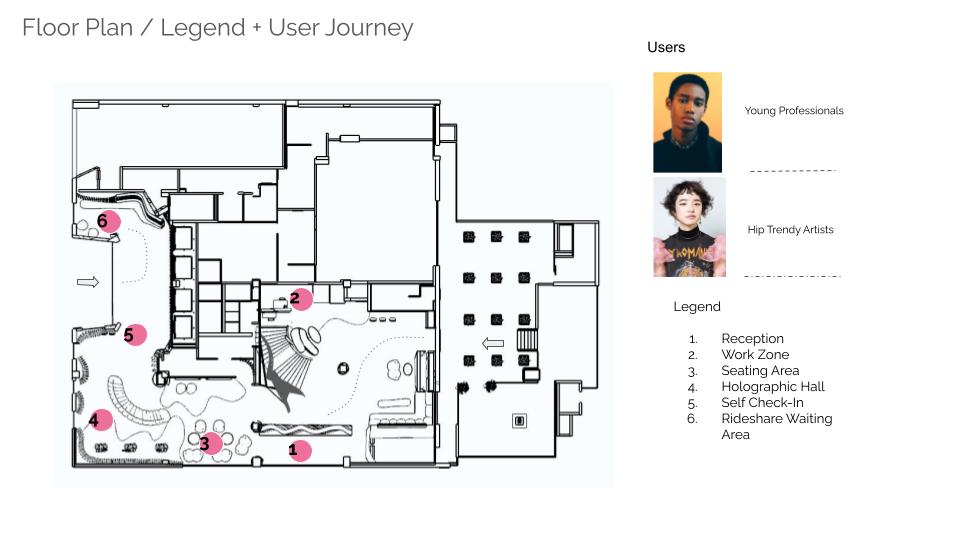 Floor Plan / Legend + User Journey
Users
Young Professionals
Hip Trendy Artists
Legend
1. Reception
2. Work Zone
3. Seating Area
4. Holographic Hall
5. Self Check-In
6. Rideshare Waiting
Area
6
2
5
4
3
1